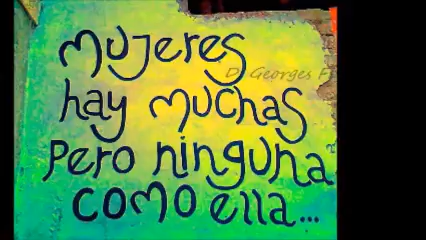 Mujeres
D. Georges F
hay muchas
pero ninguna
como ella...